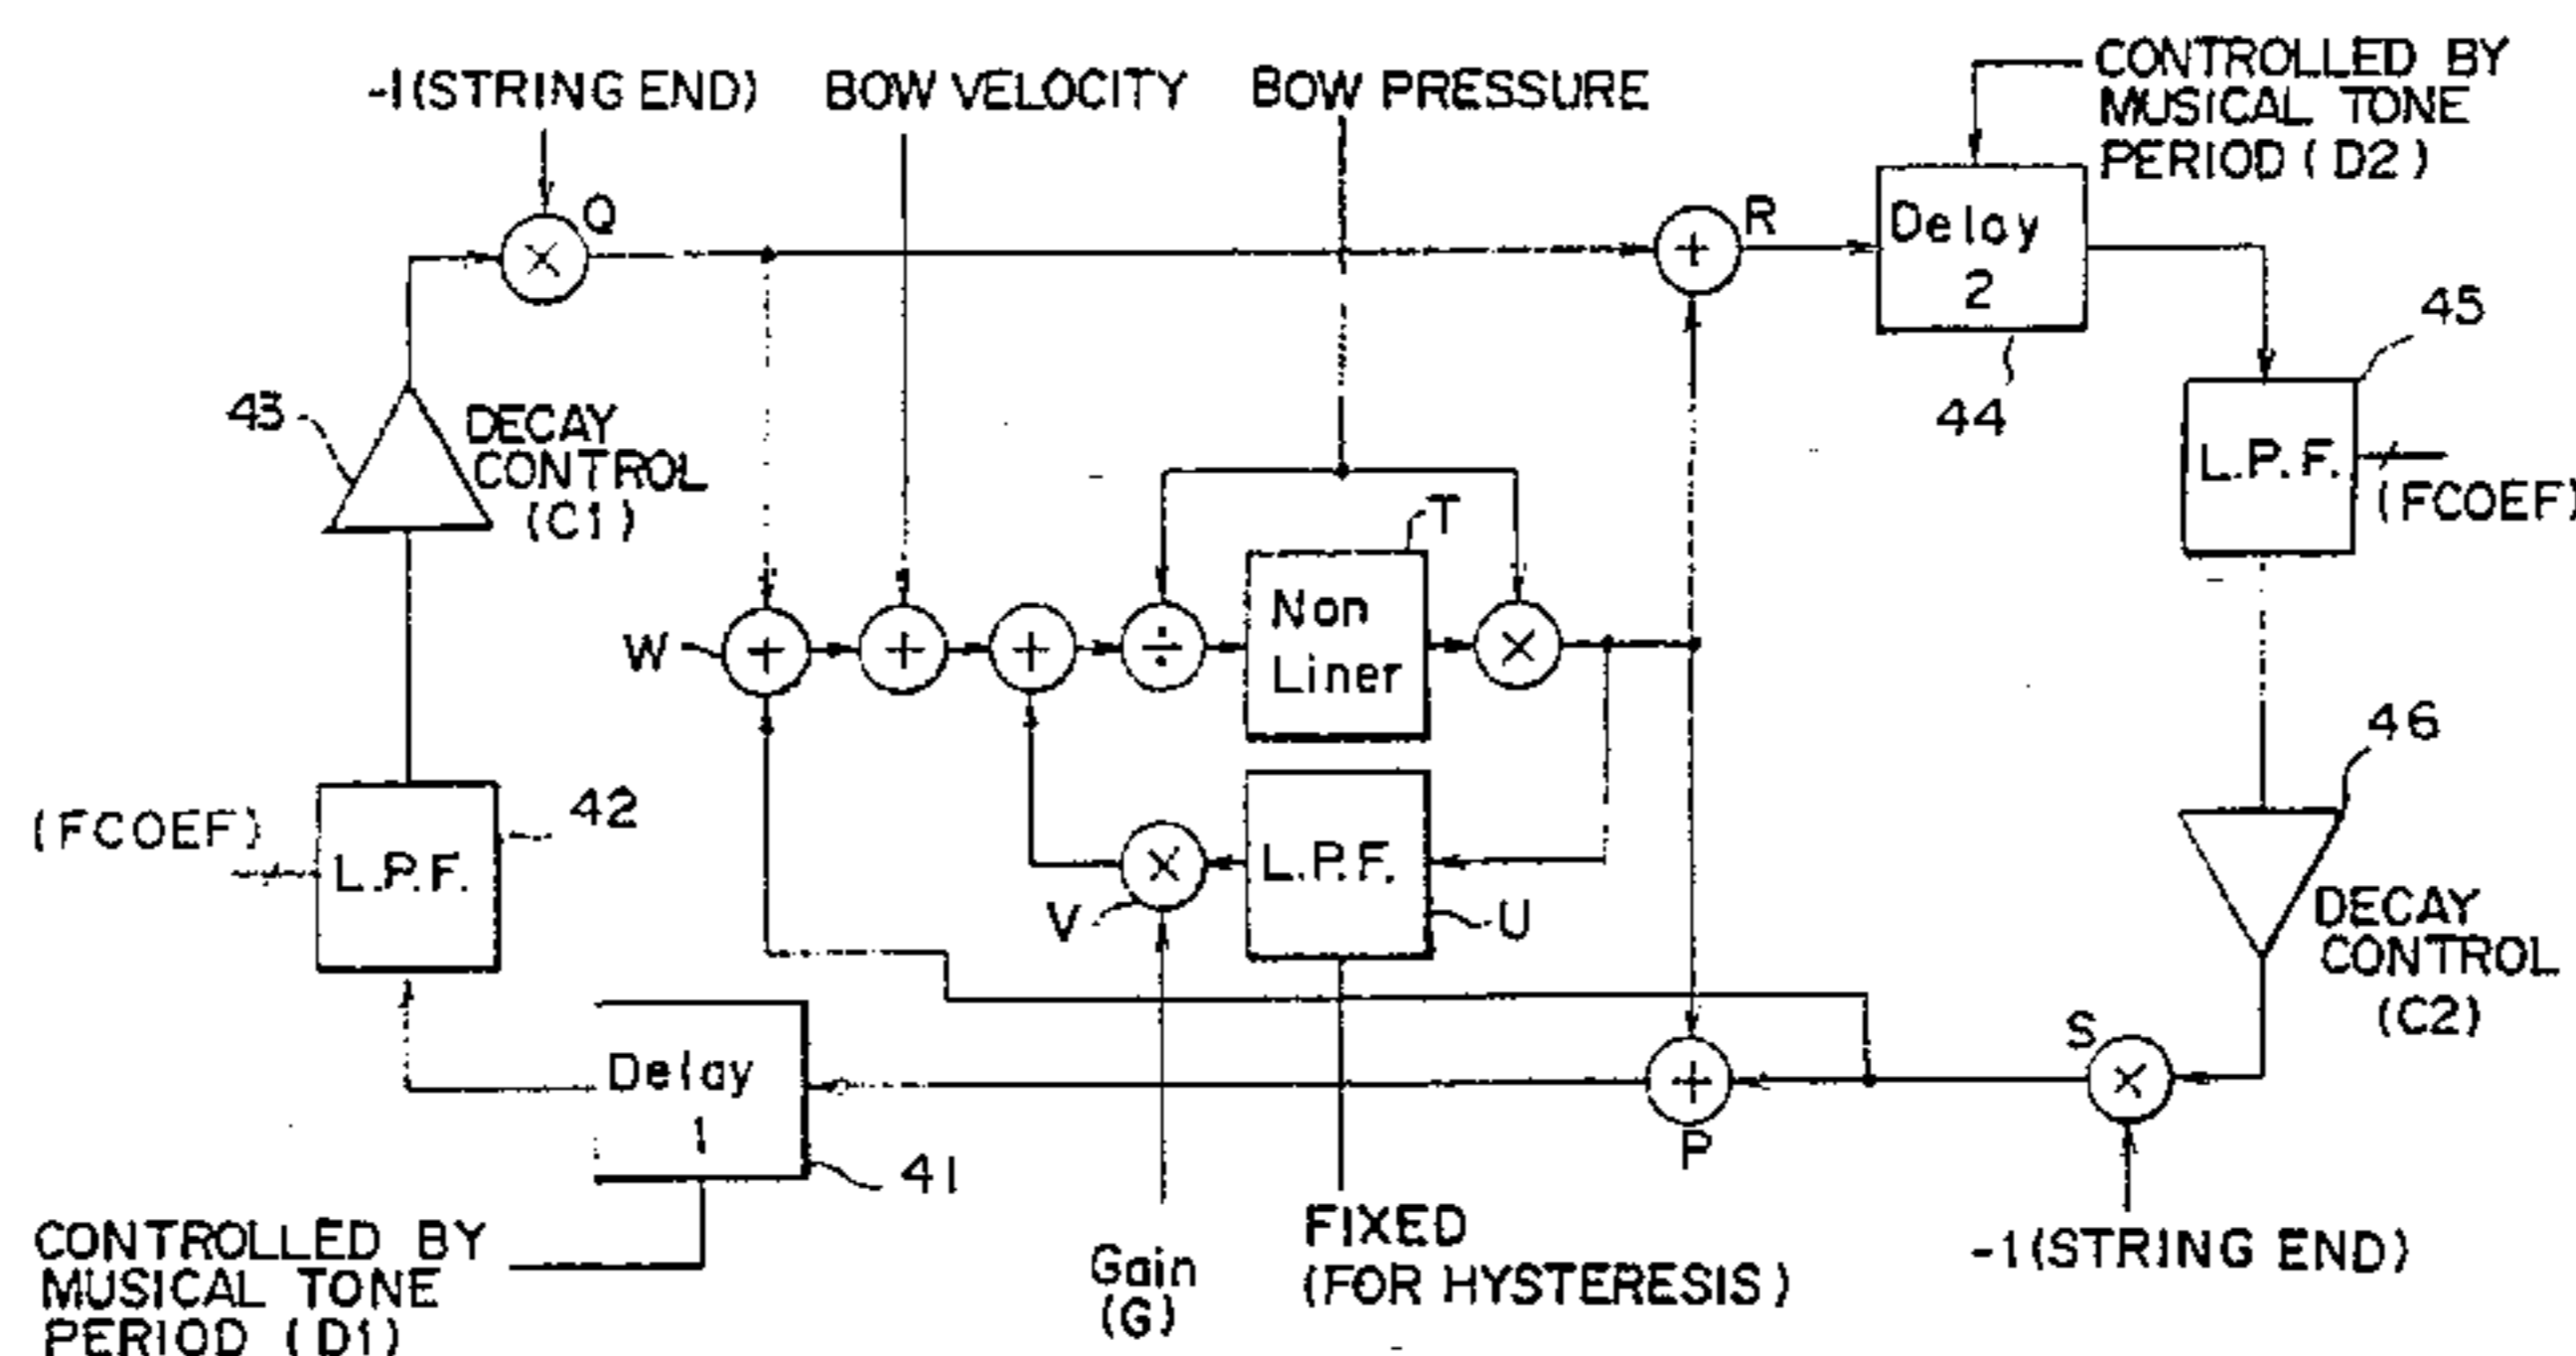 -1(STRING END)
BOW VELOCITY
BOW PRESSURE
CONTROLLED BY
MUSICAL TONE
PERIOD (D2)
Q
×
+
R
Delay
2
44
45
L.P.F.
(FCOEF)
43
DECAY
CONTROL
(C1)
T
W
+
+
+
÷
Non
Liner
×
46
DECAY
CONTROL
(C2)
(FCOEF)
L.P.F.
42
V
×
L.P.F.
U
Delay
1
41
+
P
S
×
-1(STRING END)
CONTROLLED BY
MUSICAL TONE
PERIOD (D1)
Gain
(G)
FIXED
(FOR HYSTERESIS)